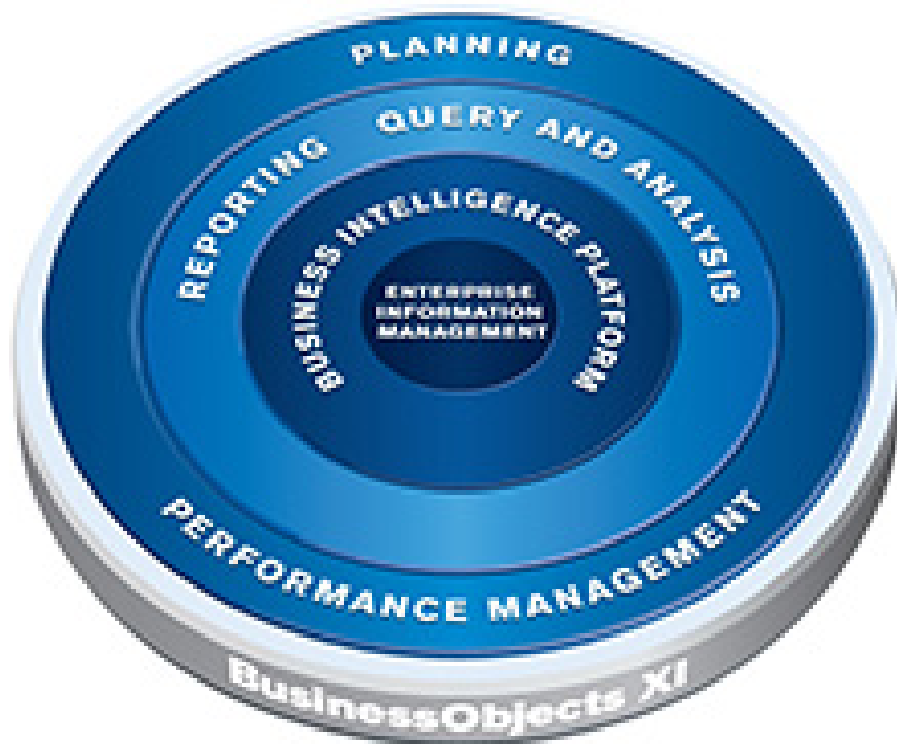 PLANNING
REPORTING
QUERY AND ANALYSIS
BUSINESS INTELLIGENCE PLATFORM
ENTERPRISE
INFORMATION
MANAGEMENT
PERFORMANCE MANAGEMENT
BusinessObjects XI